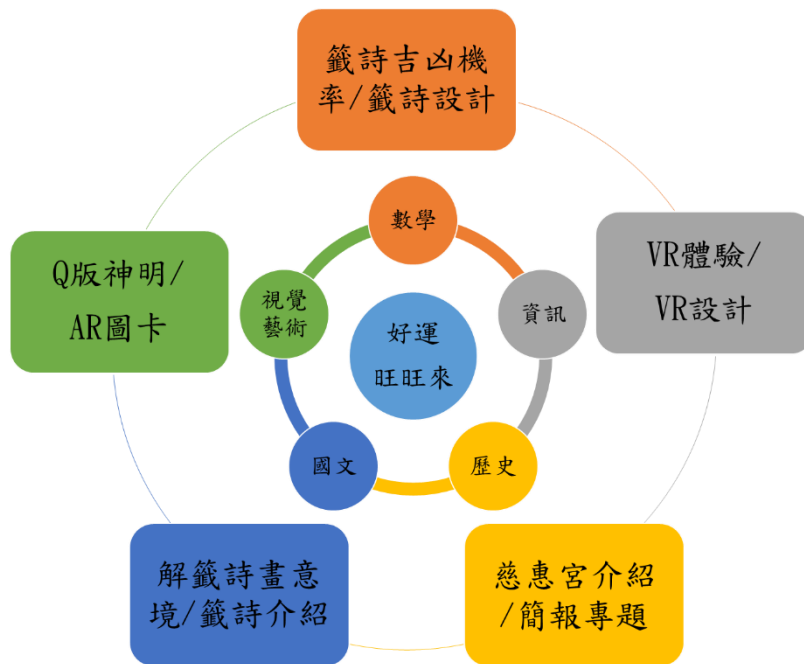 籤詩吉凶機
率/籤詩設計
數學
Q版神明/
AR圖卡
視覺
藝術
好運
旺旺來
資訊
VR體驗/
VR設計
國文
歷史
解籤詩畫意
境/籤詩介紹
慈惠宮介紹
/簡報專題